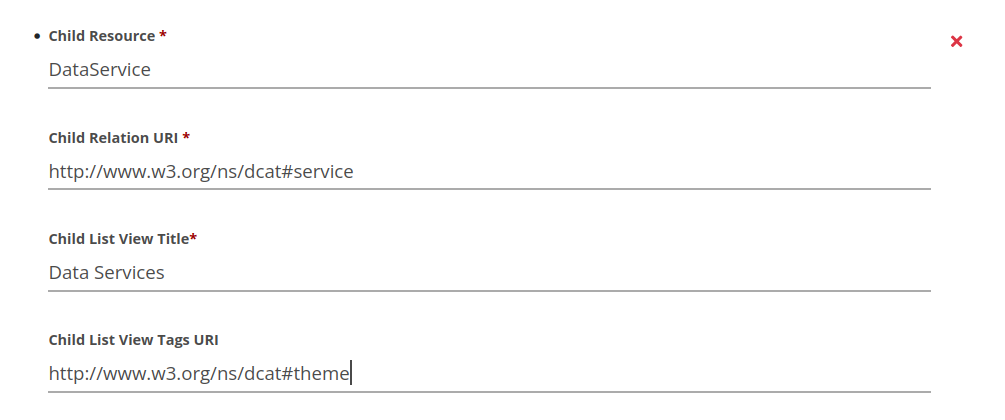 • Child Resource *
DataService
Child Relation URI *
http://www.w3.org/ns/dcat#service
Child List View Title*
Data Services
Child List View Tags URI
http://www.w3.org/ns/dcat#theme